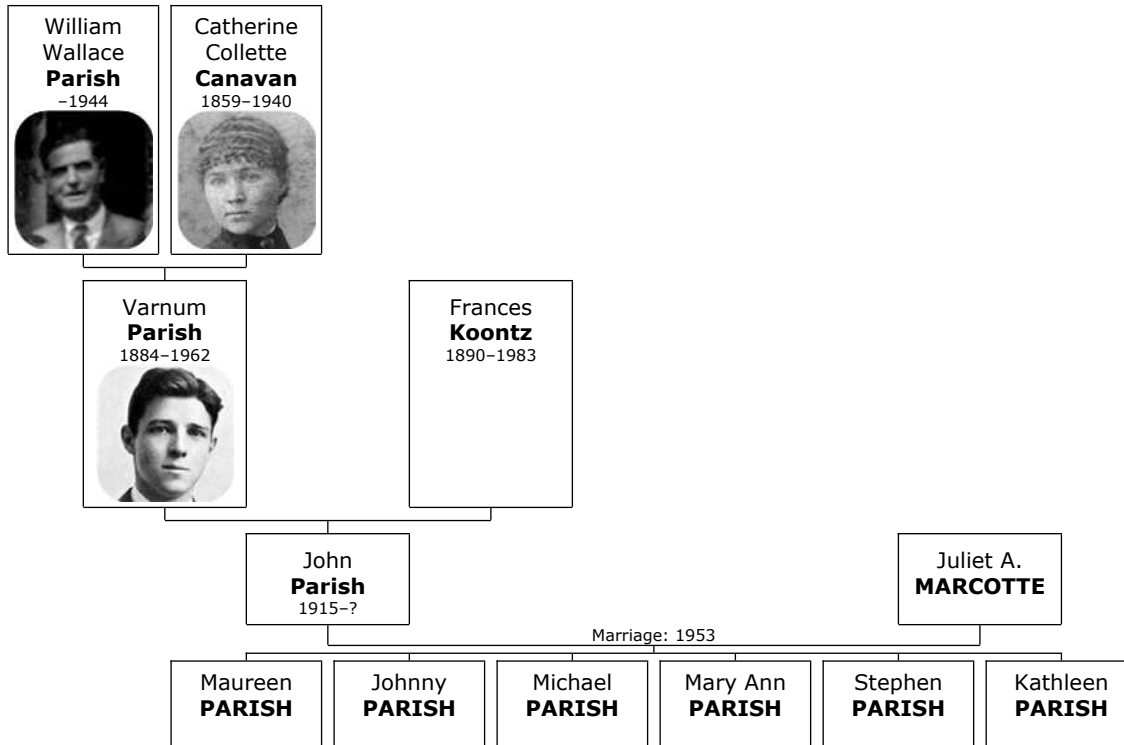 William
Wallace
Parish
–1944
Catherine
Collette
Canavan
1859–1940
Varnum
Parish
1884–1962
Frances
Koontz
1890–1983
John
Parish
1915–?
Juliet A.
MARCOTTE
Marriage: 1953
Maureen
PARISH
Johnny
PARISH
Michael
PARISH
Mary Ann
PARISH
Stephen
PARISH
Kathleen
PARISH